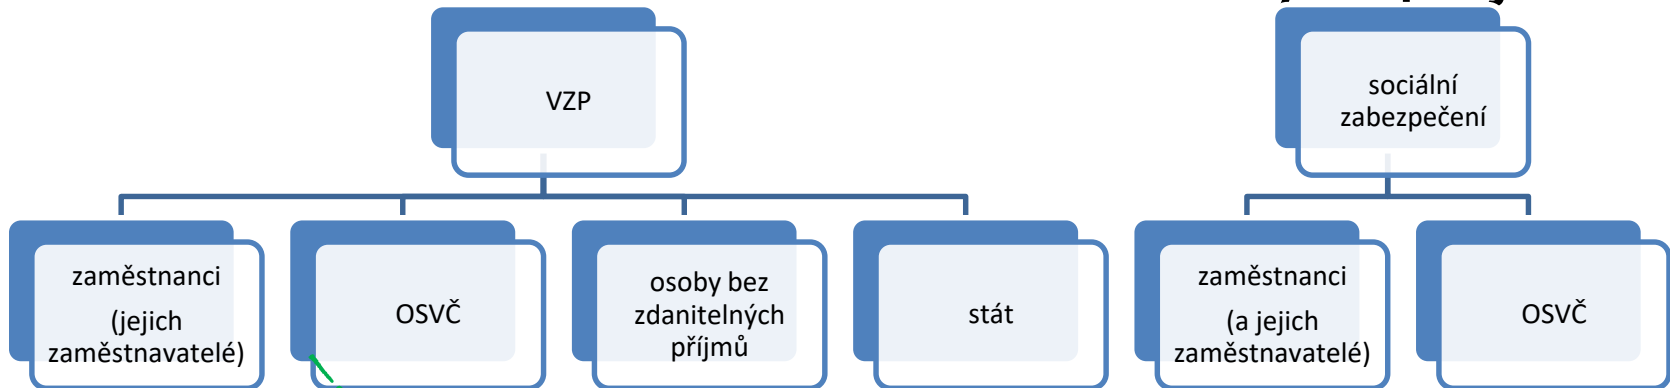 VZP
sociální
zabezpečení
zaměstnanci
(jejich
zaměstnavatelé)
OSVČ
osoby bez
zdanitelných
příjmů
stát
zaměstnanci
(a jejich
zaměstnavatelé)
OSVČ